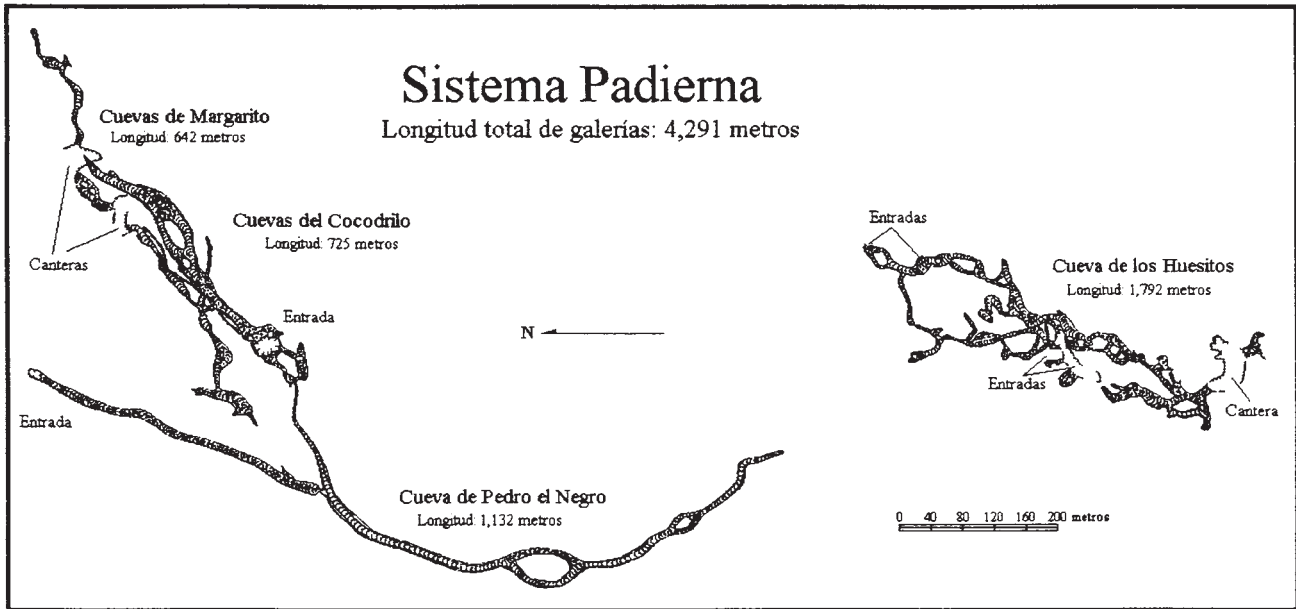 Sistema Padierna
Longitud total de galerías: 4,291 metros
Cuevas de Margarito
Longitud: 642 metros
Cuevas del Cocodrilo
Longitud: 725 metros
Canteras
Entrada
N
Entrada
Cueva de Pedro el Negro
Longitud: 1,132 metros
Entradas
Cueva de los Huesitos
Longitud: 1,792 metros
Entradas
Cantera
0 40 80 120 160 200 metros